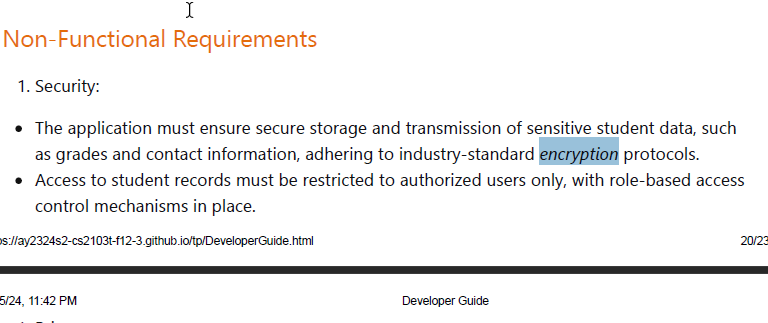 Non-Functional Requirements
1. Security:
• The application must ensure secure storage and transmission of sensitive student data, such
as grades and contact information, adhering to industry-standard encryption protocols.
• Access to student records must be restricted to authorized users only, with role-based access
control mechanisms in place.
ps://ay2324s2-cs2103t-f12-3.github.io/tp/DeveloperGuide.html 20/23
5/24, 11:42 PM Developer Guide